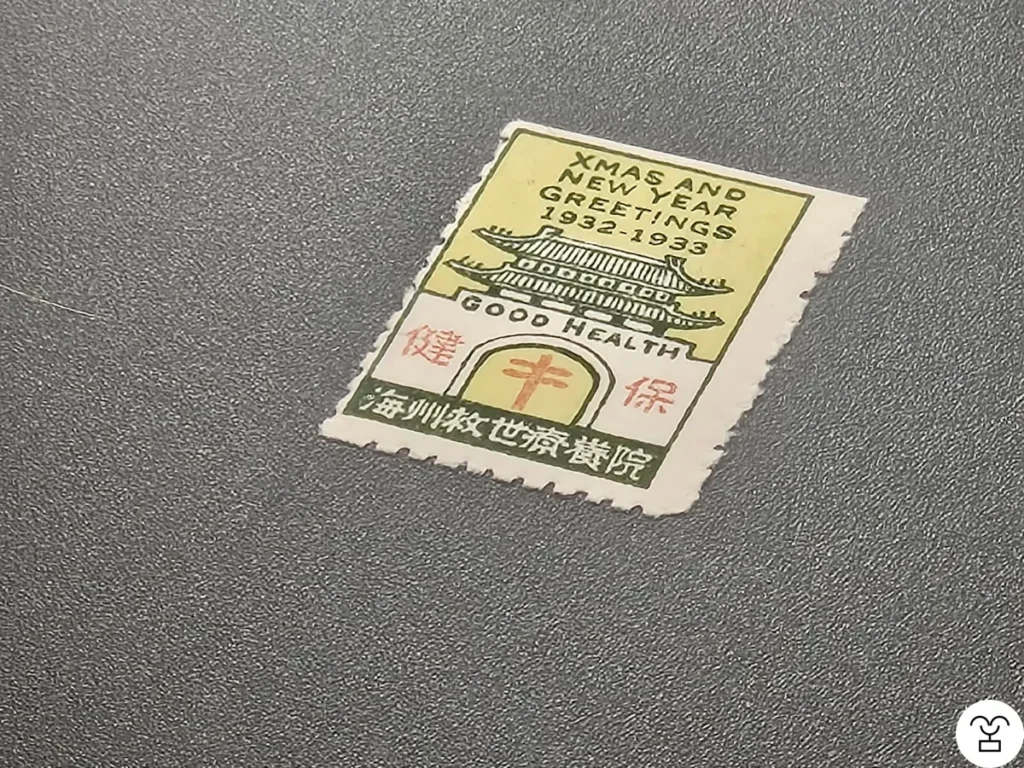 XMAS AND
NEW YEAR
GREETINGS
1932-1933
GOOD HEALTH
健 保
海州救世療養院